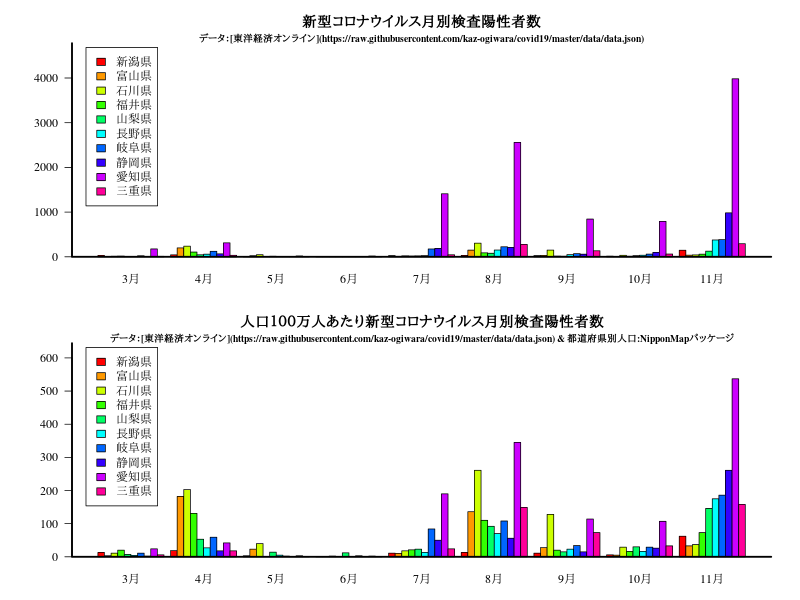 新型コロナウイルス月別検査陽性者数
データ:[東洋経済オンライン](https://raw.githubusercontent.com/kaz-ogiwara/covid19/master/data/data.json)
新潟県
富山県
石川県
福井県
山梨県
長野県
岐阜県
静岡県
愛知県
三重県
4000
3000
2000
1000
0
3月 4月 5月 6月 7月 8月 9月 10月 11月
人口100万人あたり新型コロナウイルス月別検査陽性者数
データ:[東洋経済オンライン](https://raw.githubusercontent.com/kaz-ogiwara/covid19/master/data/data.json) & 都道府県別人口:NipponMapパッケージ
新潟県
富山県
石川県
福井県
山梨県
長野県
岐阜県
静岡県
愛知県
三重県
600
500
400
300
200
100
0
3月 4月 5月 6月 7月 8月 9月 10月 11月